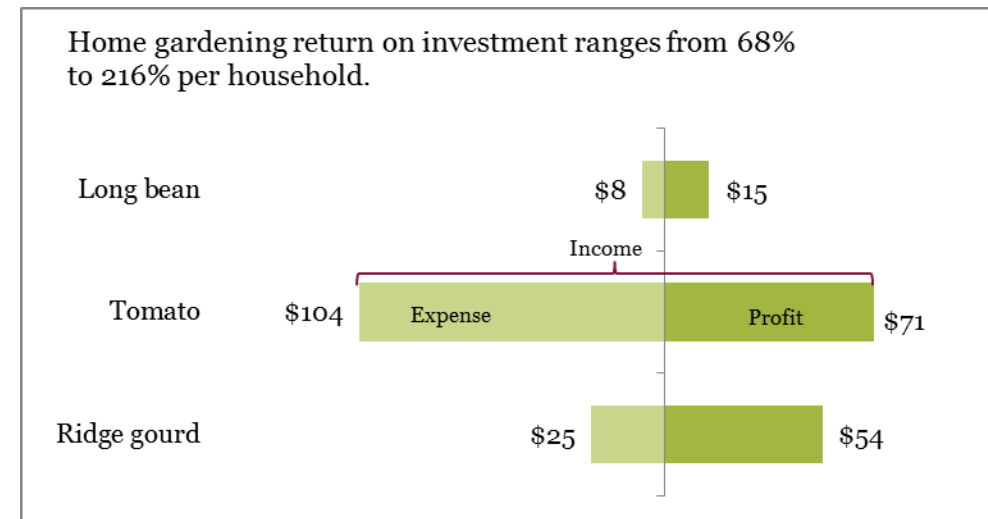 Home gardening return on investment ranges from 68%
to 216% per household.
Long bean $8 $15
Income
Tomato $104 Expense Profit $71
Ridge gourd $25 $54